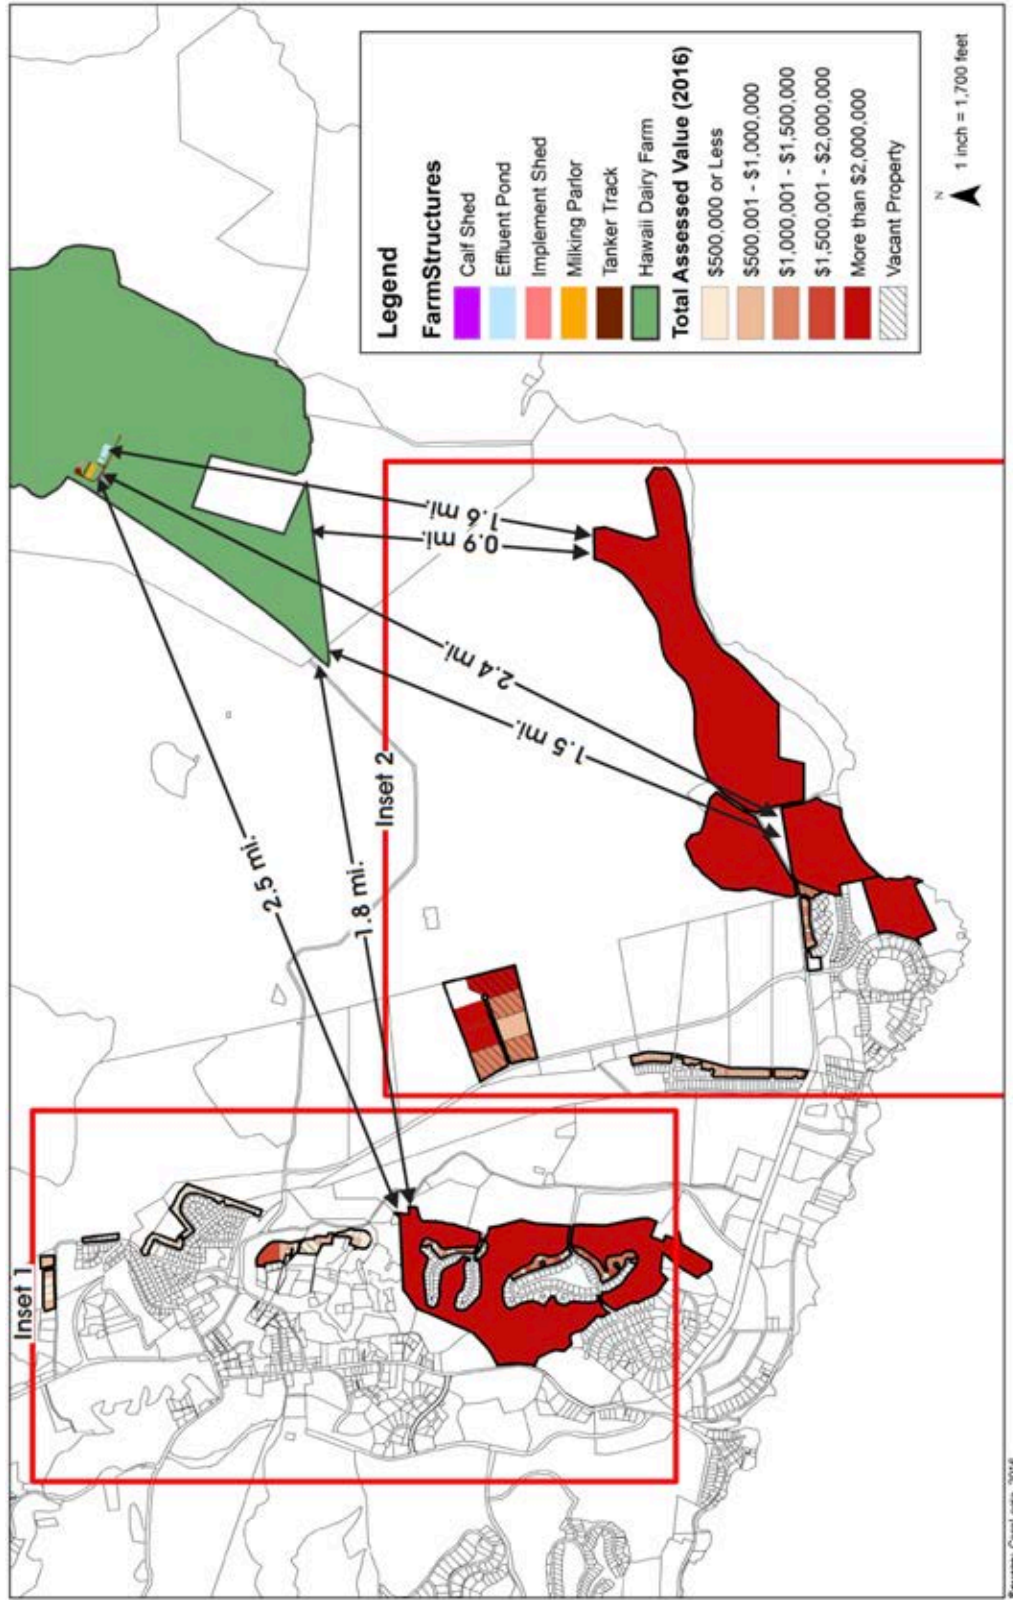 Inset 1
2.5 mi.
1.8 mi.
Inset 2
1.5 mi.
2.4 mi.
0.9 mi.
1.6 mi.
Legend
FarmStructures
Calf Shed
Effluent Pond
Implement Shed
Milking Parlor
Tanker Track
Hawaii Dairy Farm
Total Assessed Value (2016)
$500,000 or Less
$500,001 - $1,000,000
$1,000,001 - $1,500,000
$1,500,001 - $2,000,000
More than $2,000,000
Vacant Property
N
1 inch = 1,700 feet
2016